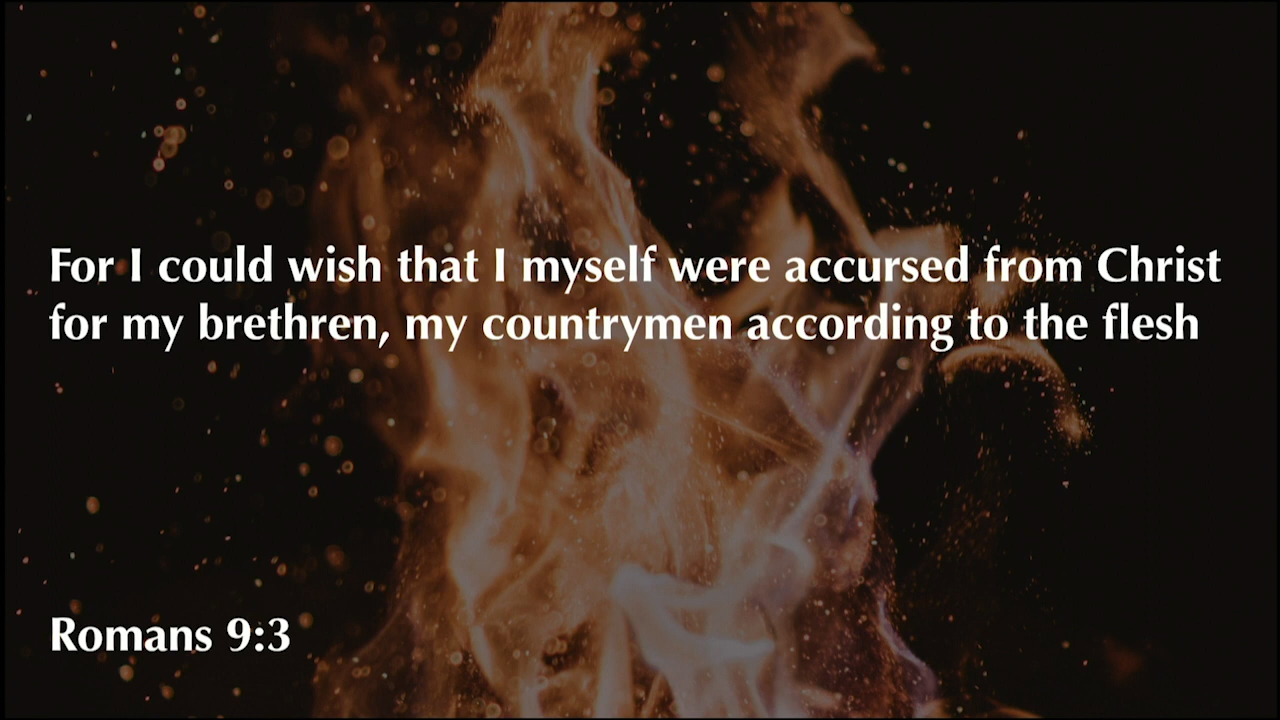 For I could wish that I myself were accursed from Christ
for my brethren, my countrymen according to the flesh
Romans 9:3